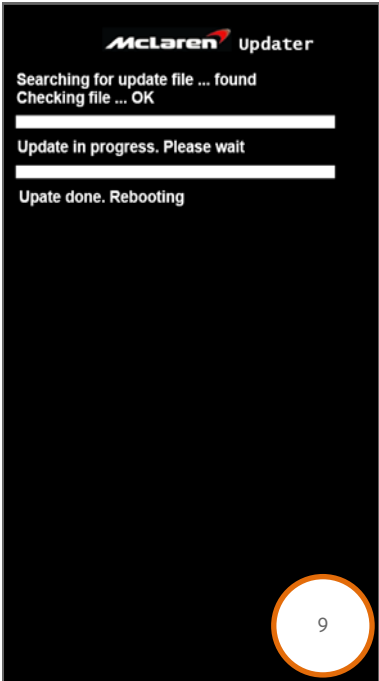 McLaren Updater
Searching for update file ... found
Checking file ... OK
Update in progress. Please wait
Upate done. Rebooting
9